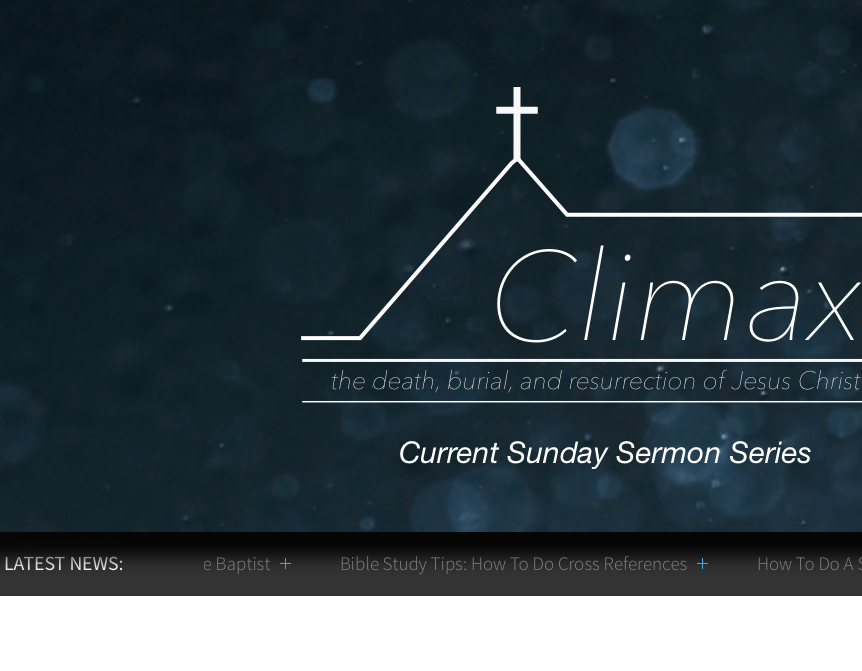 Climax
the death, burial, and resurrection of Jesus Christ
Current Sunday Sermon Series
LATEST NEWS: e Baptist + Bible Study Tips: How To Do Cross References + How To Do A